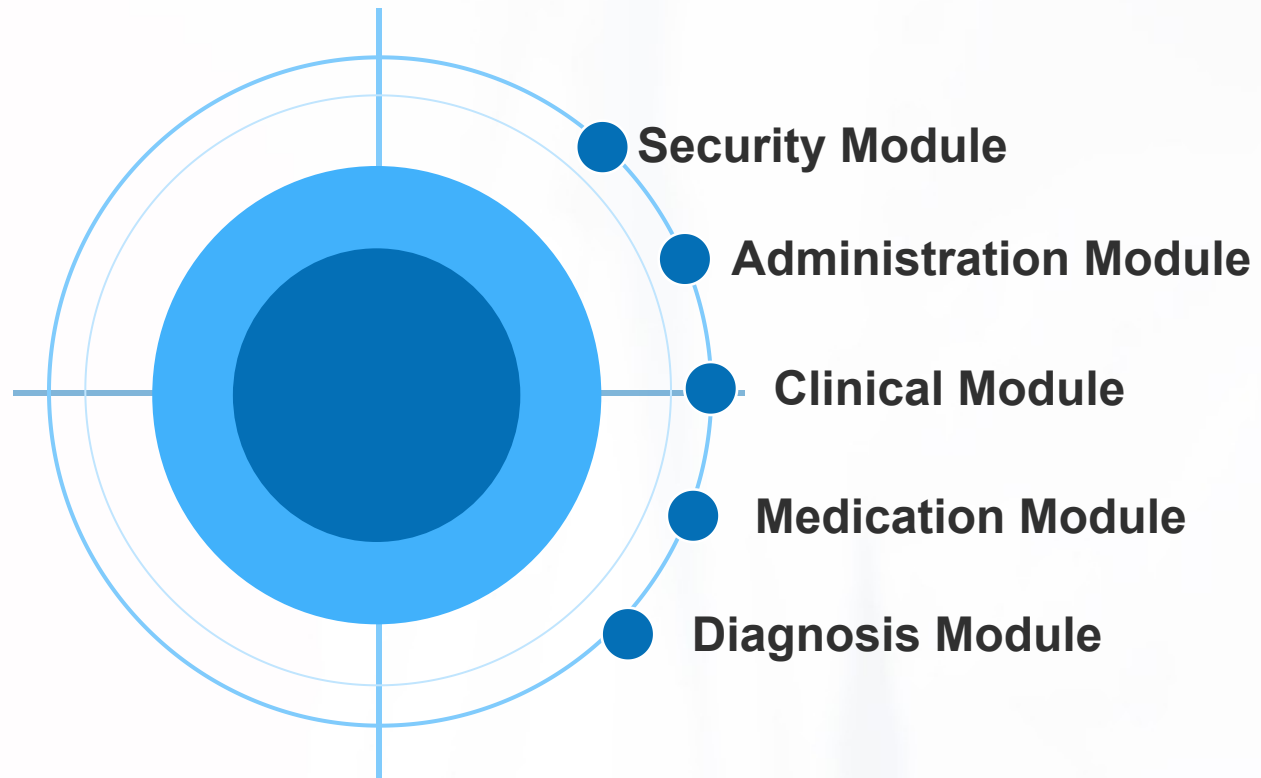 Security Module
Administration Module
Clinical Module
Medication Module
Diagnosis Module